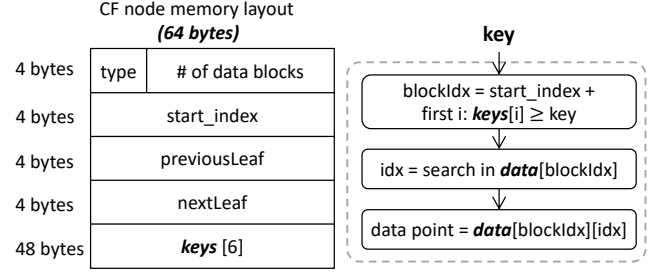 CF node memory layout
(64 bytes)
4 bytes
type
# of data blocks
4 bytes
start_index
4 bytes
previousLeaf
4 bytes
nextLeaf
48 bytes
keys [6]
key
blockIdx = start_index +
first i: keys[i] ≥ key
idx = search in data[blockIdx]
data point = data[blockIdx][idx]